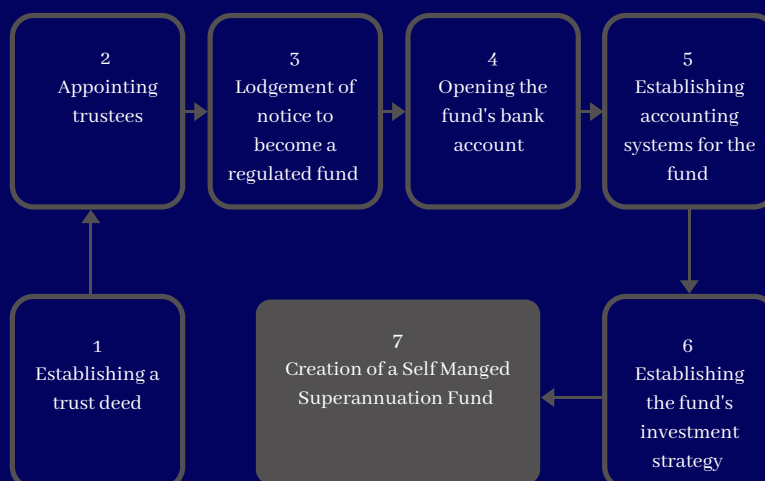 2
Appointing
trustees
3
Lodgement of
notice to
become a
regulated fund
4
Opening the
fund's bank
account
5
Establishing
accounting
systems for the
fund
1
Establishing a
trust deed
7
Creation of a Self Manged
Superannuation Fund
6
Establishing
the fund's
investment
strategy